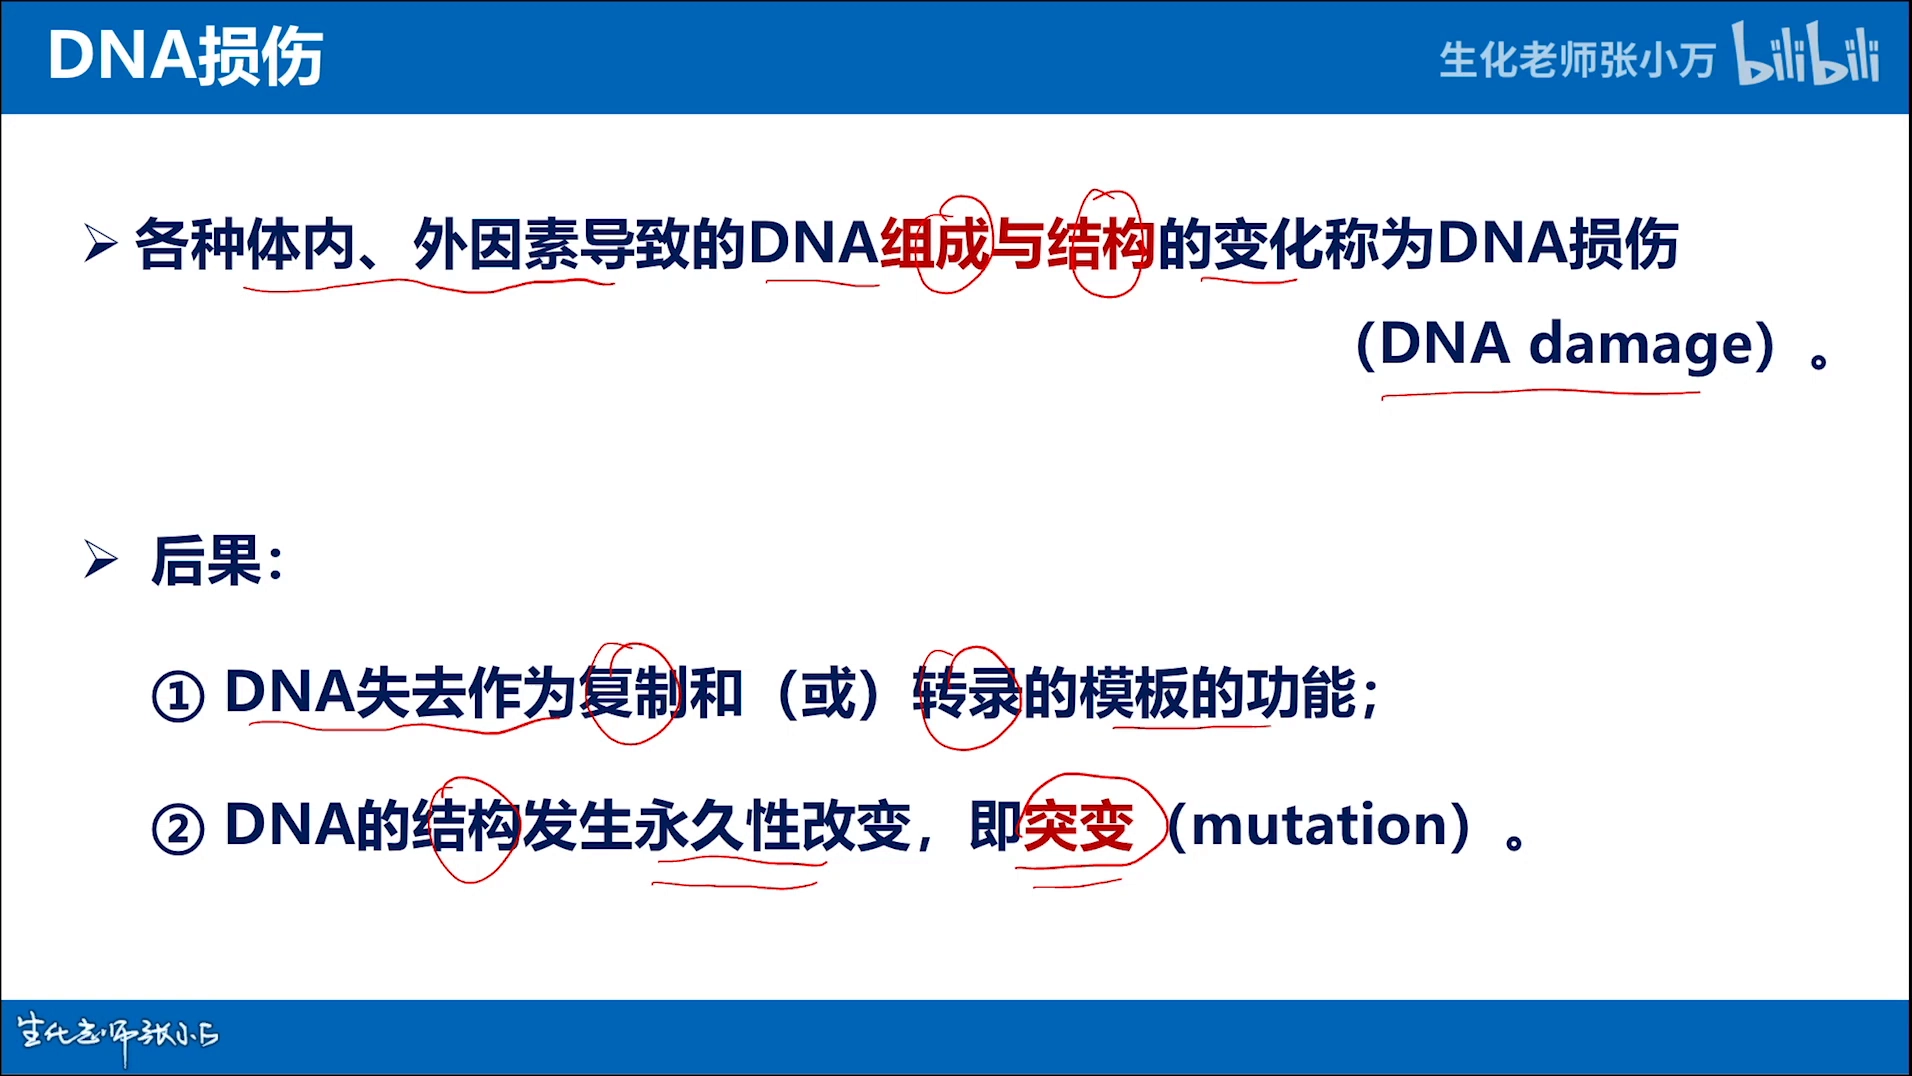 DNA损伤
生化老师张小万 bilibili
各种体内、外因素导致的DNA组成与结构的变化称为DNA损伤
（DNA damage）。
后果：
① DNA失去作为复制和（或）转录的模板的功能；
② DNA的结构发生永久性改变，即突变（mutation）。
生化老师张小万